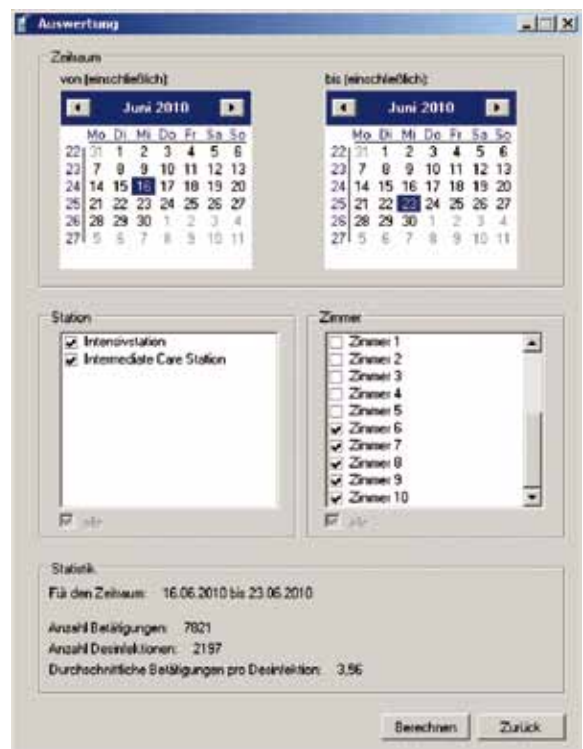 Auswertung
Zeitraum
von (einschließlich):
bis (einschließlich):
Juni 2010
Juni 2010
Mo Di Mi Do Fr Sa So
22 31 1 2 3 4 5 6
23 7 8 9 10 11 12 13
24 14 15 16 17 18 19 20
25 21 22 23 24 25 26 27
26 28 29 30 1 2 3 4
27 5 6 7 8 9 10 11
Mo Di Mi Do Fr Sa So
22 31 1 2 3 4 5 6
23 7 8 9 10 11 12 13
24 14 15 16 17 18 19 20
25 21 22 23 24 25 26 27
26 28 29 30 1 2 3 4
27 5 6 7 8 9 10 11
Station
Intensivstation
Intermediate Care Station
alle
Zimmer
Zimmer 1
Zimmer 2
Zimmer 3
Zimmer 4
Zimmer 5
Zimmer 6
Zimmer 7
Zimmer 8
Zimmer 9
Zimmer 10
alle
Statistik
Für den Zeitraum: 16.06.2010 bis 23.06.2010
Anzahl Betätigungen: 7821
Anzahl Desinfektionen: 2197
Durchschnittliche Betätigungen pro Desinfektion: 3,56
Berechnen
Zurück